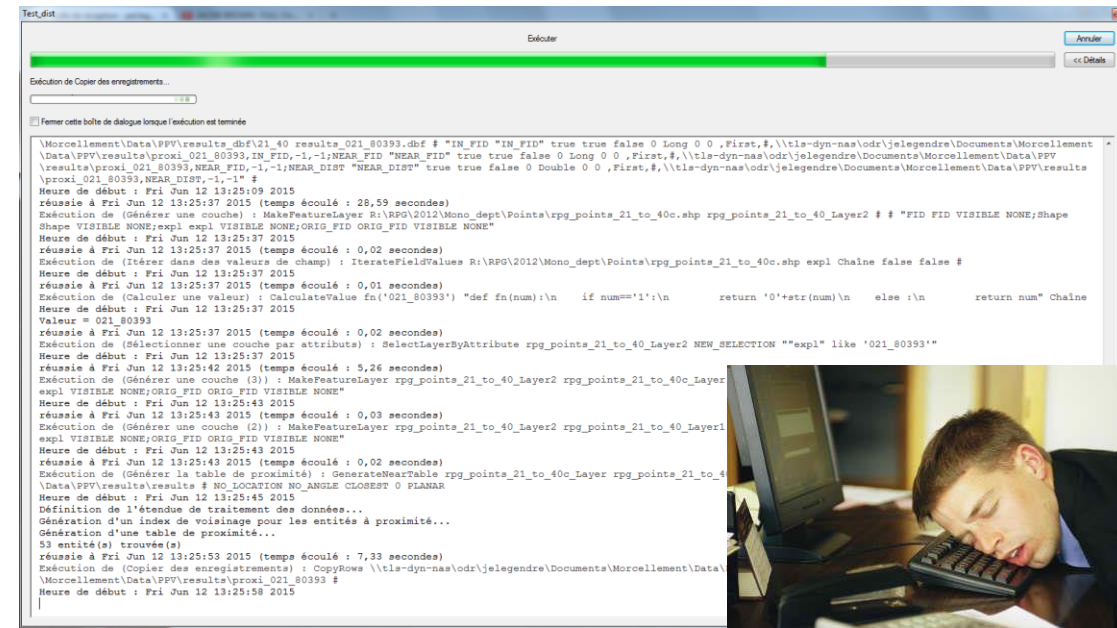 Test_dist
Exécuter
Annuler
<< Détails
Exécution de Copier des enregistrements...
Fermer cette boîte de dialogue lorsque l'exécution est terminée
\Morcellement\Data\PPV\results_dbf\21_40 results_021_80393.dbf # "IN_FID "IN_FID" true true false 0 Long 0 0 ,First,#,\\tls-dyn-nas\odr\jelegendre\Documents\Morcellement
\Data\PPV\results\proxi_021_80393,IN_FID,-1,-1;NEAR_FID "NEAR_FID" true true false 0 Long 0 0 ,First,#,\\tls-dyn-nas\odr\jelegendre\Documents\Morcellement\Data\PPV
\results\proxi_021_80393,NEAR_FID,-1,-1;NEAR_DIST "NEAR_DIST" true true false 0 Double 0 0 ,First,#,\\tls-dyn-nas\odr\jelegendre\Documents\Morcellement\Data\PPV\results
\proxi_021_80393,NEAR_DIST,-1,-1" #
Heure de début : Fri Jun 12 13:25:09 2015
réussie à Fri Jun 12 13:25:37 2015 (temps écoulé : 28,59 secondes)
Exécution de (Générer une couche) : MakeFeatureLayer R:\RPG\2012\Mono_dept\Points\rpg_points_21_to_40c.shp rpg_points_21_to_40_Layer2 # # "FID FID VISIBLE NONE;Shape
Shape VISIBLE NONE;expl expl VISIBLE NONE;ORIG_FID ORIG_FID VISIBLE NONE"
Heure de début : Fri Jun 12 13:25:37 2015
réussie à Fri Jun 12 13:25:37 2015 (temps écoulé : 0,02 secondes)
Exécution de (Itérer dans des valeurs de champ) : IterateFieldValues R:\RPG\2012\Mono_dept\Points\rpg_points_21_to_40c.shp expl Chaîne false false #
Heure de début : Fri Jun 12 13:25:37 2015
réussie à Fri Jun 12 13:25:37 2015 (temps écoulé : 0,01 secondes)
Exécution de (Calculer une valeur) : CalculateValue fn('021_80393') "def fn(num):\n    if num=='1':\n        return '0'+str(num)\n    else :\n        return num" Chaîne
Heure de début : Fri Jun 12 13:25:37 2015
Valeur = 021_80393
réussie à Fri Jun 12 13:25:37 2015 (temps écoulé : 0,02 secondes)
Exécution de (Sélectionner une couche par attributs) : SelectLayerByAttribute rpg_points_21_to_40_Layer2 NEW_SELECTION ""expl" like '021_80393'"
Heure de début : Fri Jun 12 13:25:37 2015
réussie à Fri Jun 12 13:25:42 2015 (temps écoulé : 5,26 secondes)
Exécution de (Générer une couche (3)) : MakeFeatureLayer rpg_points_21_to_40_Layer2 rpg_points_21_to_40c_Layer
expl VISIBLE NONE;ORIG_FID ORIG_FID VISIBLE NONE"
Heure de début : Fri Jun 12 13:25:43 2015
réussie à Fri Jun 12 13:25:43 2015 (temps écoulé : 0,03 secondes)
Exécution de (Générer une couche (2)) : MakeFeatureLayer rpg_points_21_to_40_Layer2 rpg_points_21_to_40_Layer1
expl VISIBLE NONE;ORIG_FID ORIG_FID VISIBLE NONE"
Heure de début : Fri Jun 12 13:25:43 2015
réussie à Fri Jun 12 13:25:43 2015 (temps écoulé : 0,02 secondes)
Exécution de (Générer la table de proximité) : GenerateNearTable rpg_points_21_to_40c_Layer rpg_points_21_to_4
\Data\PPV\results\results # NO_LOCATION NO_ANGLE CLOSEST 0 PLANAR
Heure de début : Fri Jun 12 13:25:45 2015
Définition de l'étendue de traitement des données...
Génération d'un index de voisinage pour les entités à proximité...
Génération d'une table de proximité...
53 entité(s) trouvée(s)
réussie à Fri Jun 12 13:25:53 2015 (temps écoulé : 7,33 secondes)
Exécution de (Copier des enregistrements) : CopyRows \\tls-dyn-nas\odr\jelegendre\Documents\Morcellement\Data\
\Morcellement\Data\PPV\results\proxi_021_80393 #
Heure de début : Fri Jun 12 13:25:58 2015